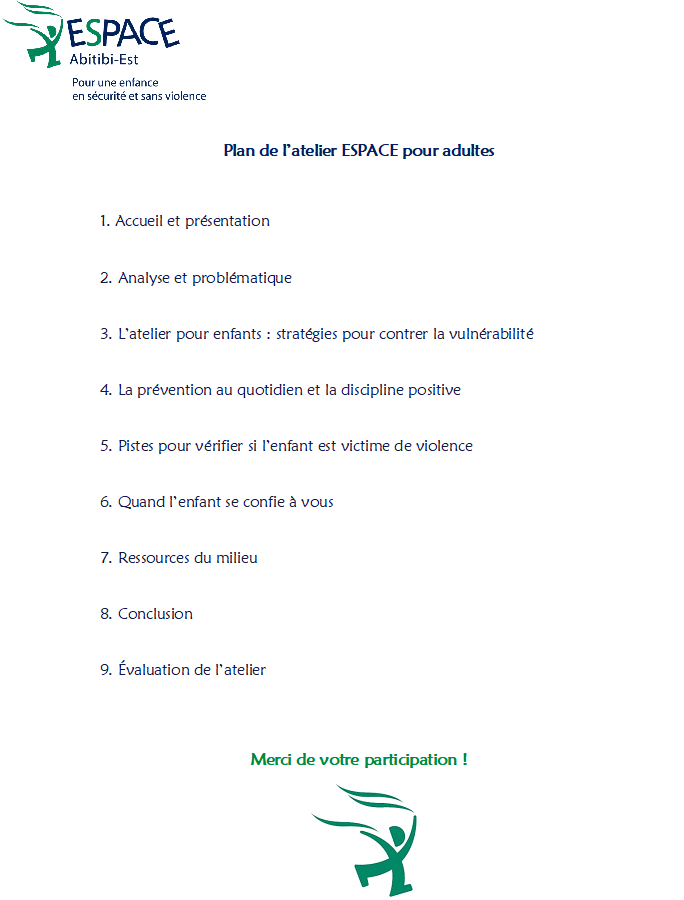 ESPACE
Abitibi-Est
Pour une enfance
en sécurité et sans violence
Plan de l'atelier ESPACE pour adultes
1. Accueil et présentation
2. Analyse et problématique
3. L'atelier pour enfants : stratégies pour contrer la vulnérabilité
4. La prévention au quotidien et la discipline positive
5. Pistes pour vérifier si l'enfant est victime de violence
6. Quand l'enfant se confie à vous
7. Ressources du milieu
8. Conclusion
9. Évaluation de l'atelier
Merci de votre participation !